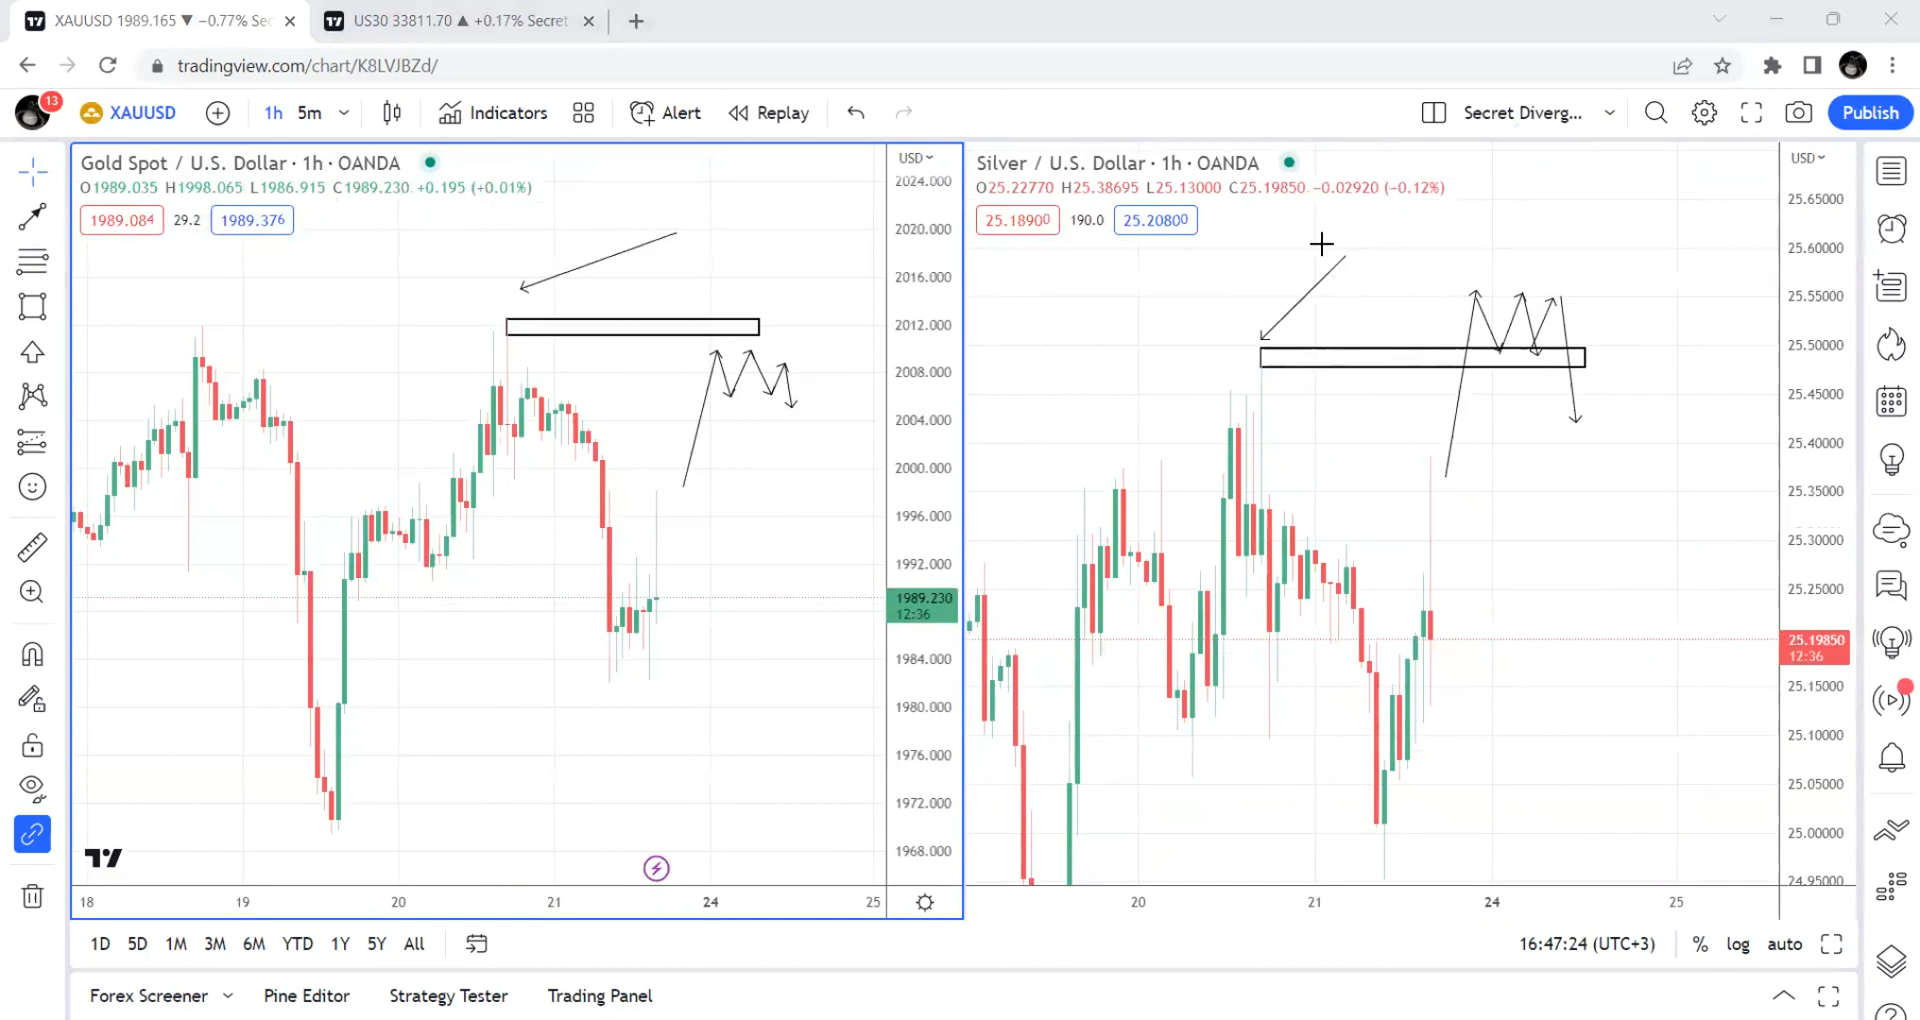 XAUUSD 1989.165 ▼ −0.77% Sec
US30 33811.70 ▲ +0.17% Secret
tradingview.com/chart/K8LVJBZd/
13
XAUUSD
1h 5m
Indicators
Alert
Replay
Secret Diverg...
Publish
Gold Spot / U.S. Dollar · 1h · OANDA
O1989.035 H1998.065 L1986.915 C1989.230 +0.195 (+0.01%)
1989.084 29.2 1989.376
USD
2024.000
2020.000
2016.000
2012.000
2008.000
2004.000
2000.000
1996.000
1992.000
1989.230
12:36
1984.000
1980.000
1976.000
1972.000
1968.000
18 19 20 21 24 25
Silver / U.S. Dollar · 1h · OANDA
O25.22770 H25.38695 L25.13000 C25.19850 −0.02920 (−0.12%)
25.18900 190.0 25.20800
USD
25.65000
25.60000
25.55000
25.50000
25.45000
25.40000
25.35000
25.30000
25.25000
25.19850
12:36
25.15000
25.10000
25.05000
25.00000
24.95000
20 21 24 25
1D 5D 1M 3M 6M YTD 1Y 5Y All
16:47:24 (UTC+3) % log auto
Forex Screener Pine Editor Strategy Tester Trading Panel